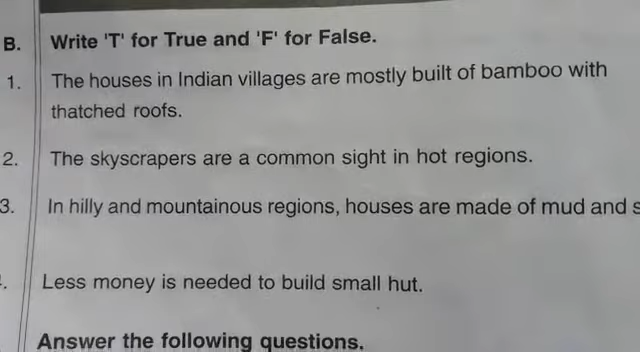 B. Write 'T' for True and 'F' for False.
1. The houses in Indian villages are mostly built of bamboo with
thatched roofs.
2. The skyscrapers are a common sight in hot regions.
3. In hilly and mountainous regions, houses are made of mud and
Less money is needed to build small hut.
Answer the following questions.